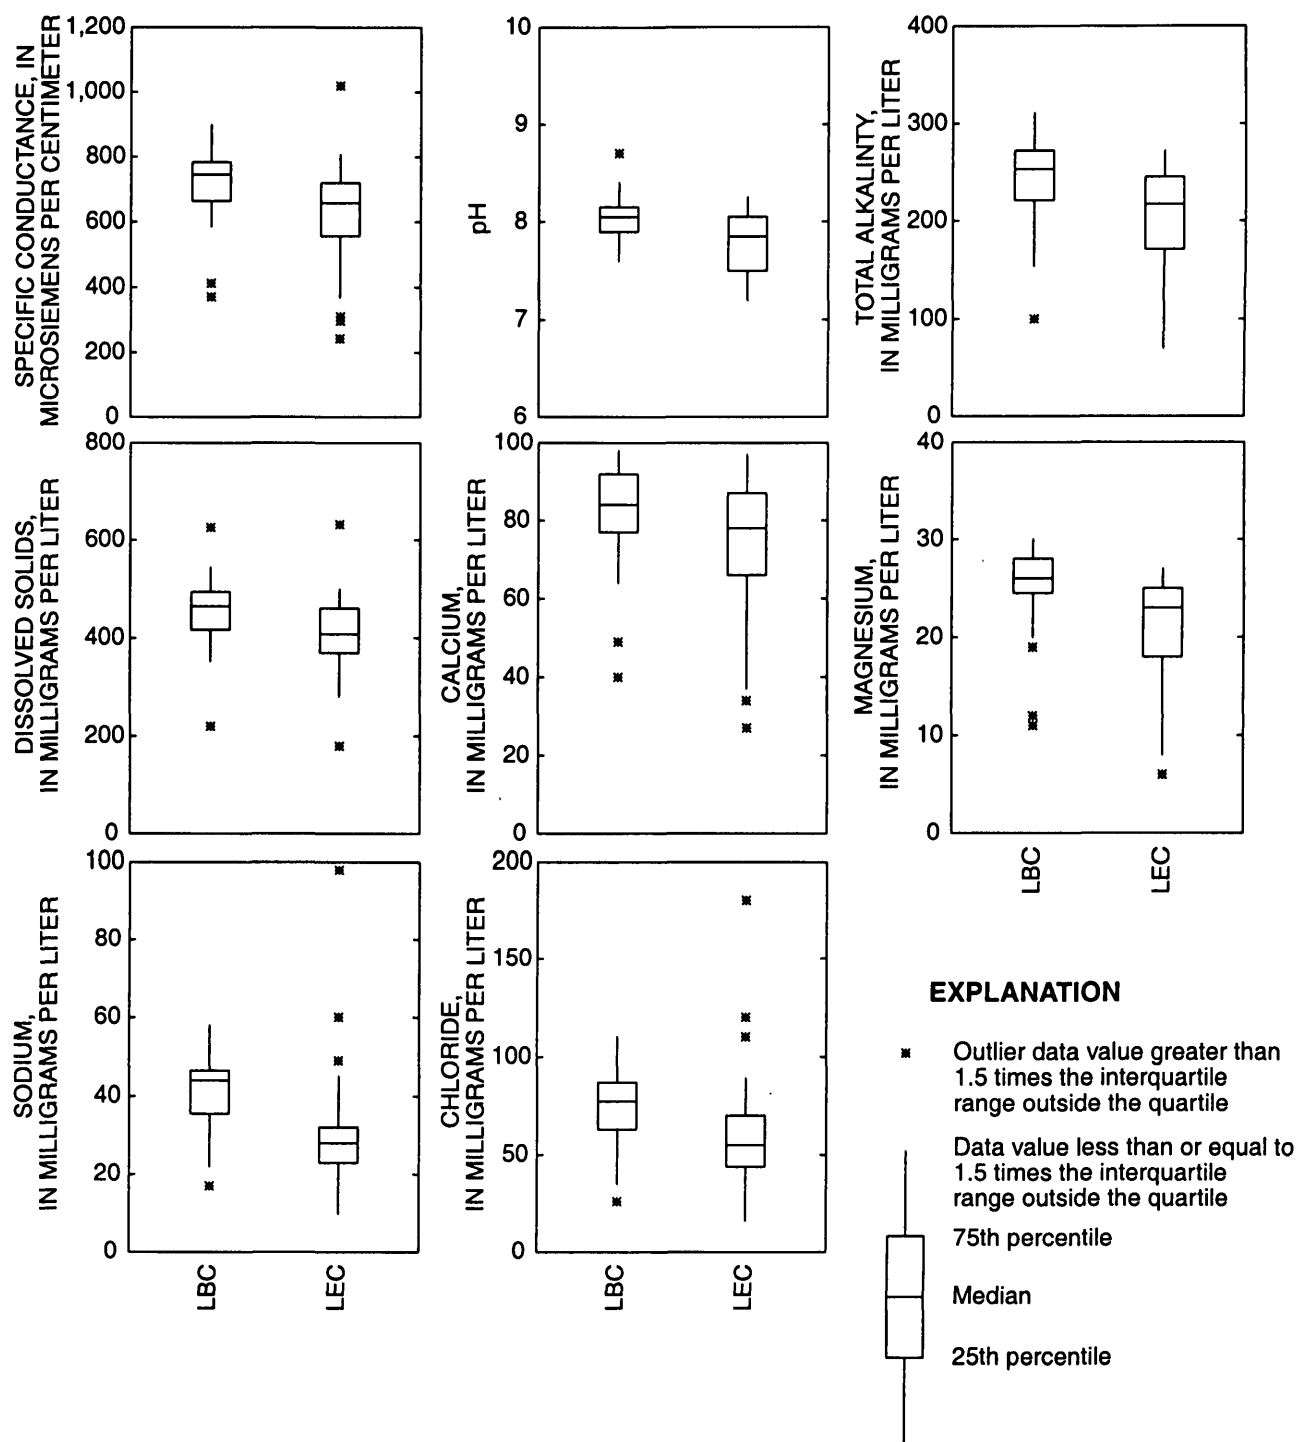 SPECIFIC CONDUCTANCE, IN
MICROSIEMENS PER CENTIMETER
1,200
1,000
800
600
400
200
0
pH
10
9
8
7
6
TOTAL ALKALINTY,
IN MILLIGRAMS PER LITER
400
300
200
100
0
DISSOLVED SOLIDS,
IN MILLIGRAMS PER LITER
800
600
400
200
0
CALCIUM,
IN MILLIGRAMS PER LITER
100
80
60
40
20
0
MAGNESIUM,
IN MILLIGRAMS PER LITER
40
30
20
10
0
LBC
LEC
SODIUM,
IN MILLIGRAMS PER LITER
100
80
60
40
20
0
LBC
LEC
CHLORIDE,
IN MILLIGRAMS PER LITER
200
150
100
50
0
LBC
LEC
EXPLANATION
Outlier data value greater than
1.5 times the interquartile
range outside the quartile
Data value less than or equal to
1.5 times the interquartile
range outside the quartile
75th percentile
Median
25th percentile